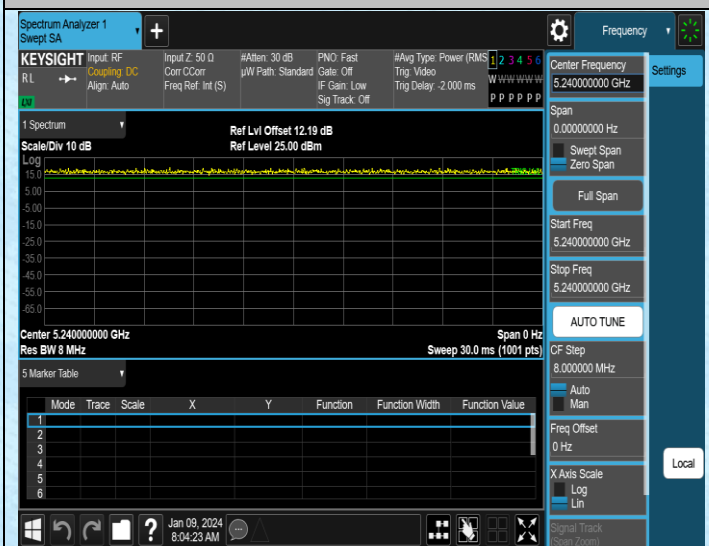 Spectrum Analyzer 1
Swept SA
+
Frequency
KEYSIGHT
RL
LXI
Input: RF
Coupling: DC
Align: Auto
Input Z: 50 Ω
Corr CCorr
Freq Ref: Int (S)
#Atten: 30 dB
µW Path: Standard
PNO: Fast
Gate: Off
IF Gain: Low
Sig Track: Off
#Avg Type: Power (RMS
Trig: Video
Trig Delay: -2.000 ms
1 2 3 4 5 6
W W W W W W
P P P P P P
1 Spectrum
Scale/Div 10 dB
Ref Lvl Offset 12.19 dB
Ref Level 25.00 dBm
Log
15.0
5.00
-5.00
-15.0
-25.0
-35.0
-45.0
-55.0
-65.0
Center 5.240000000 GHz
Span 0 Hz
Res BW 8 MHz
Sweep 30.0 ms (1001 pts)
5 Marker Table
Mode Trace Scale X Y Function Function Width Function Value
1
2
3
4
5
6
Jan 09, 2024
8:04:23 AM
Center Frequency
5.240000000 GHz
Settings
Span
0.00000000 Hz
Swept Span
Zero Span
Full Span
Start Freq
5.240000000 GHz
Stop Freq
5.240000000 GHz
AUTO TUNE
CF Step
8.000000 MHz
Auto
Man
Freq Offset
0 Hz
Local
X Axis Scale
Log
Lin
Signal Track
(Span Zoom)